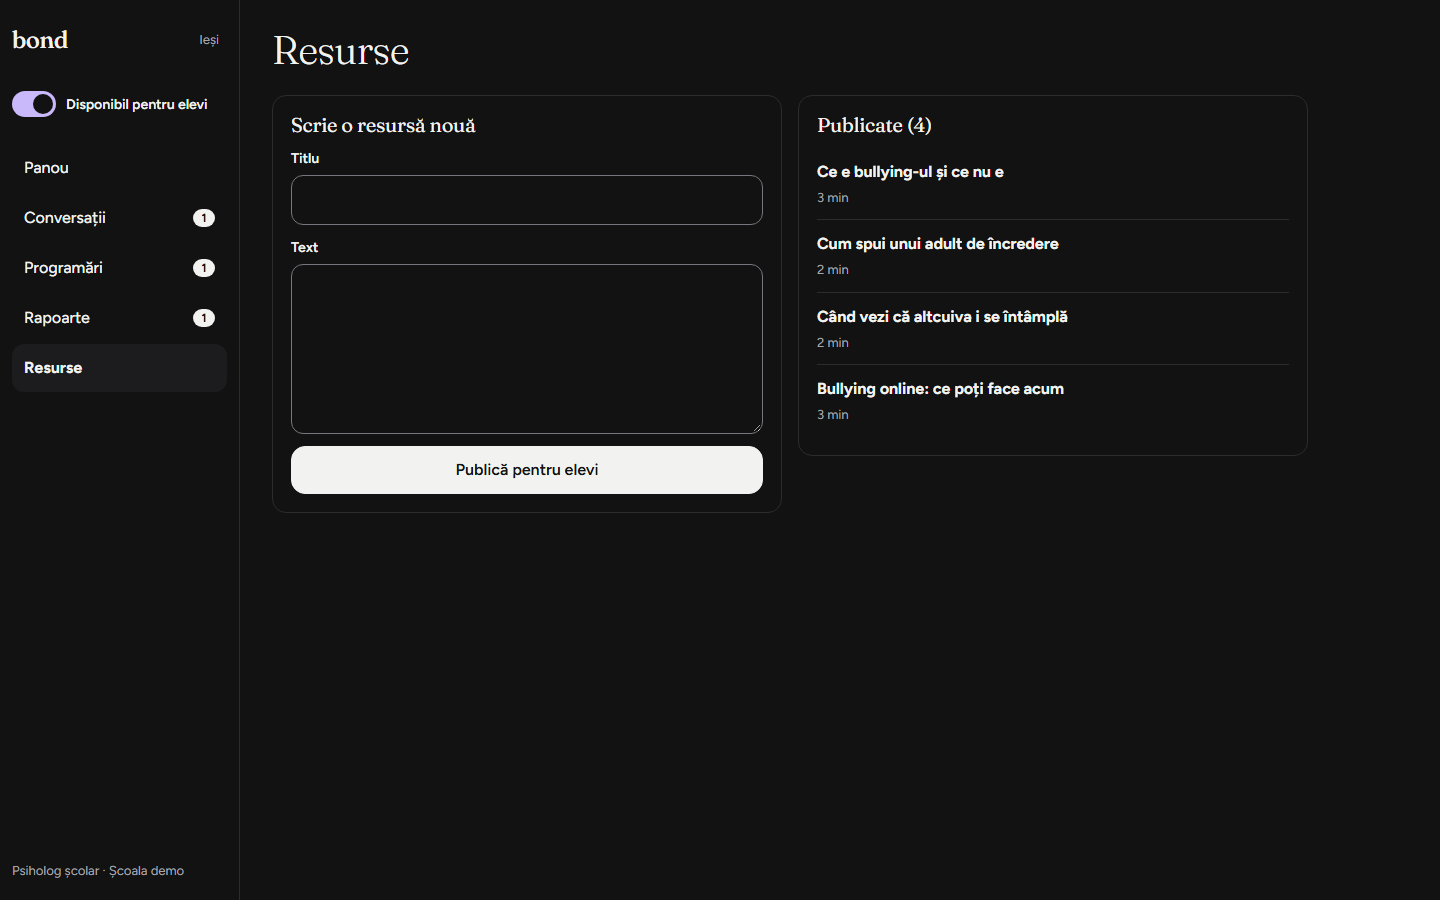 bond
Ieși
Disponibil pentru elevi
Panou
Conversații 1
Programări 1
Rapoarte 1
Resurse
Psiholog școlar · Școala demo
Resurse
Scrie o resursă nouă
Titlu
Text
Publică pentru elevi
Publicate (4)
Ce e bullying-ul și ce nu e
3 min
Cum spui unui adult de încredere
2 min
Când vezi că altcuiva i se întâmplă
2 min
Bullying online: ce poți face acum
3 min